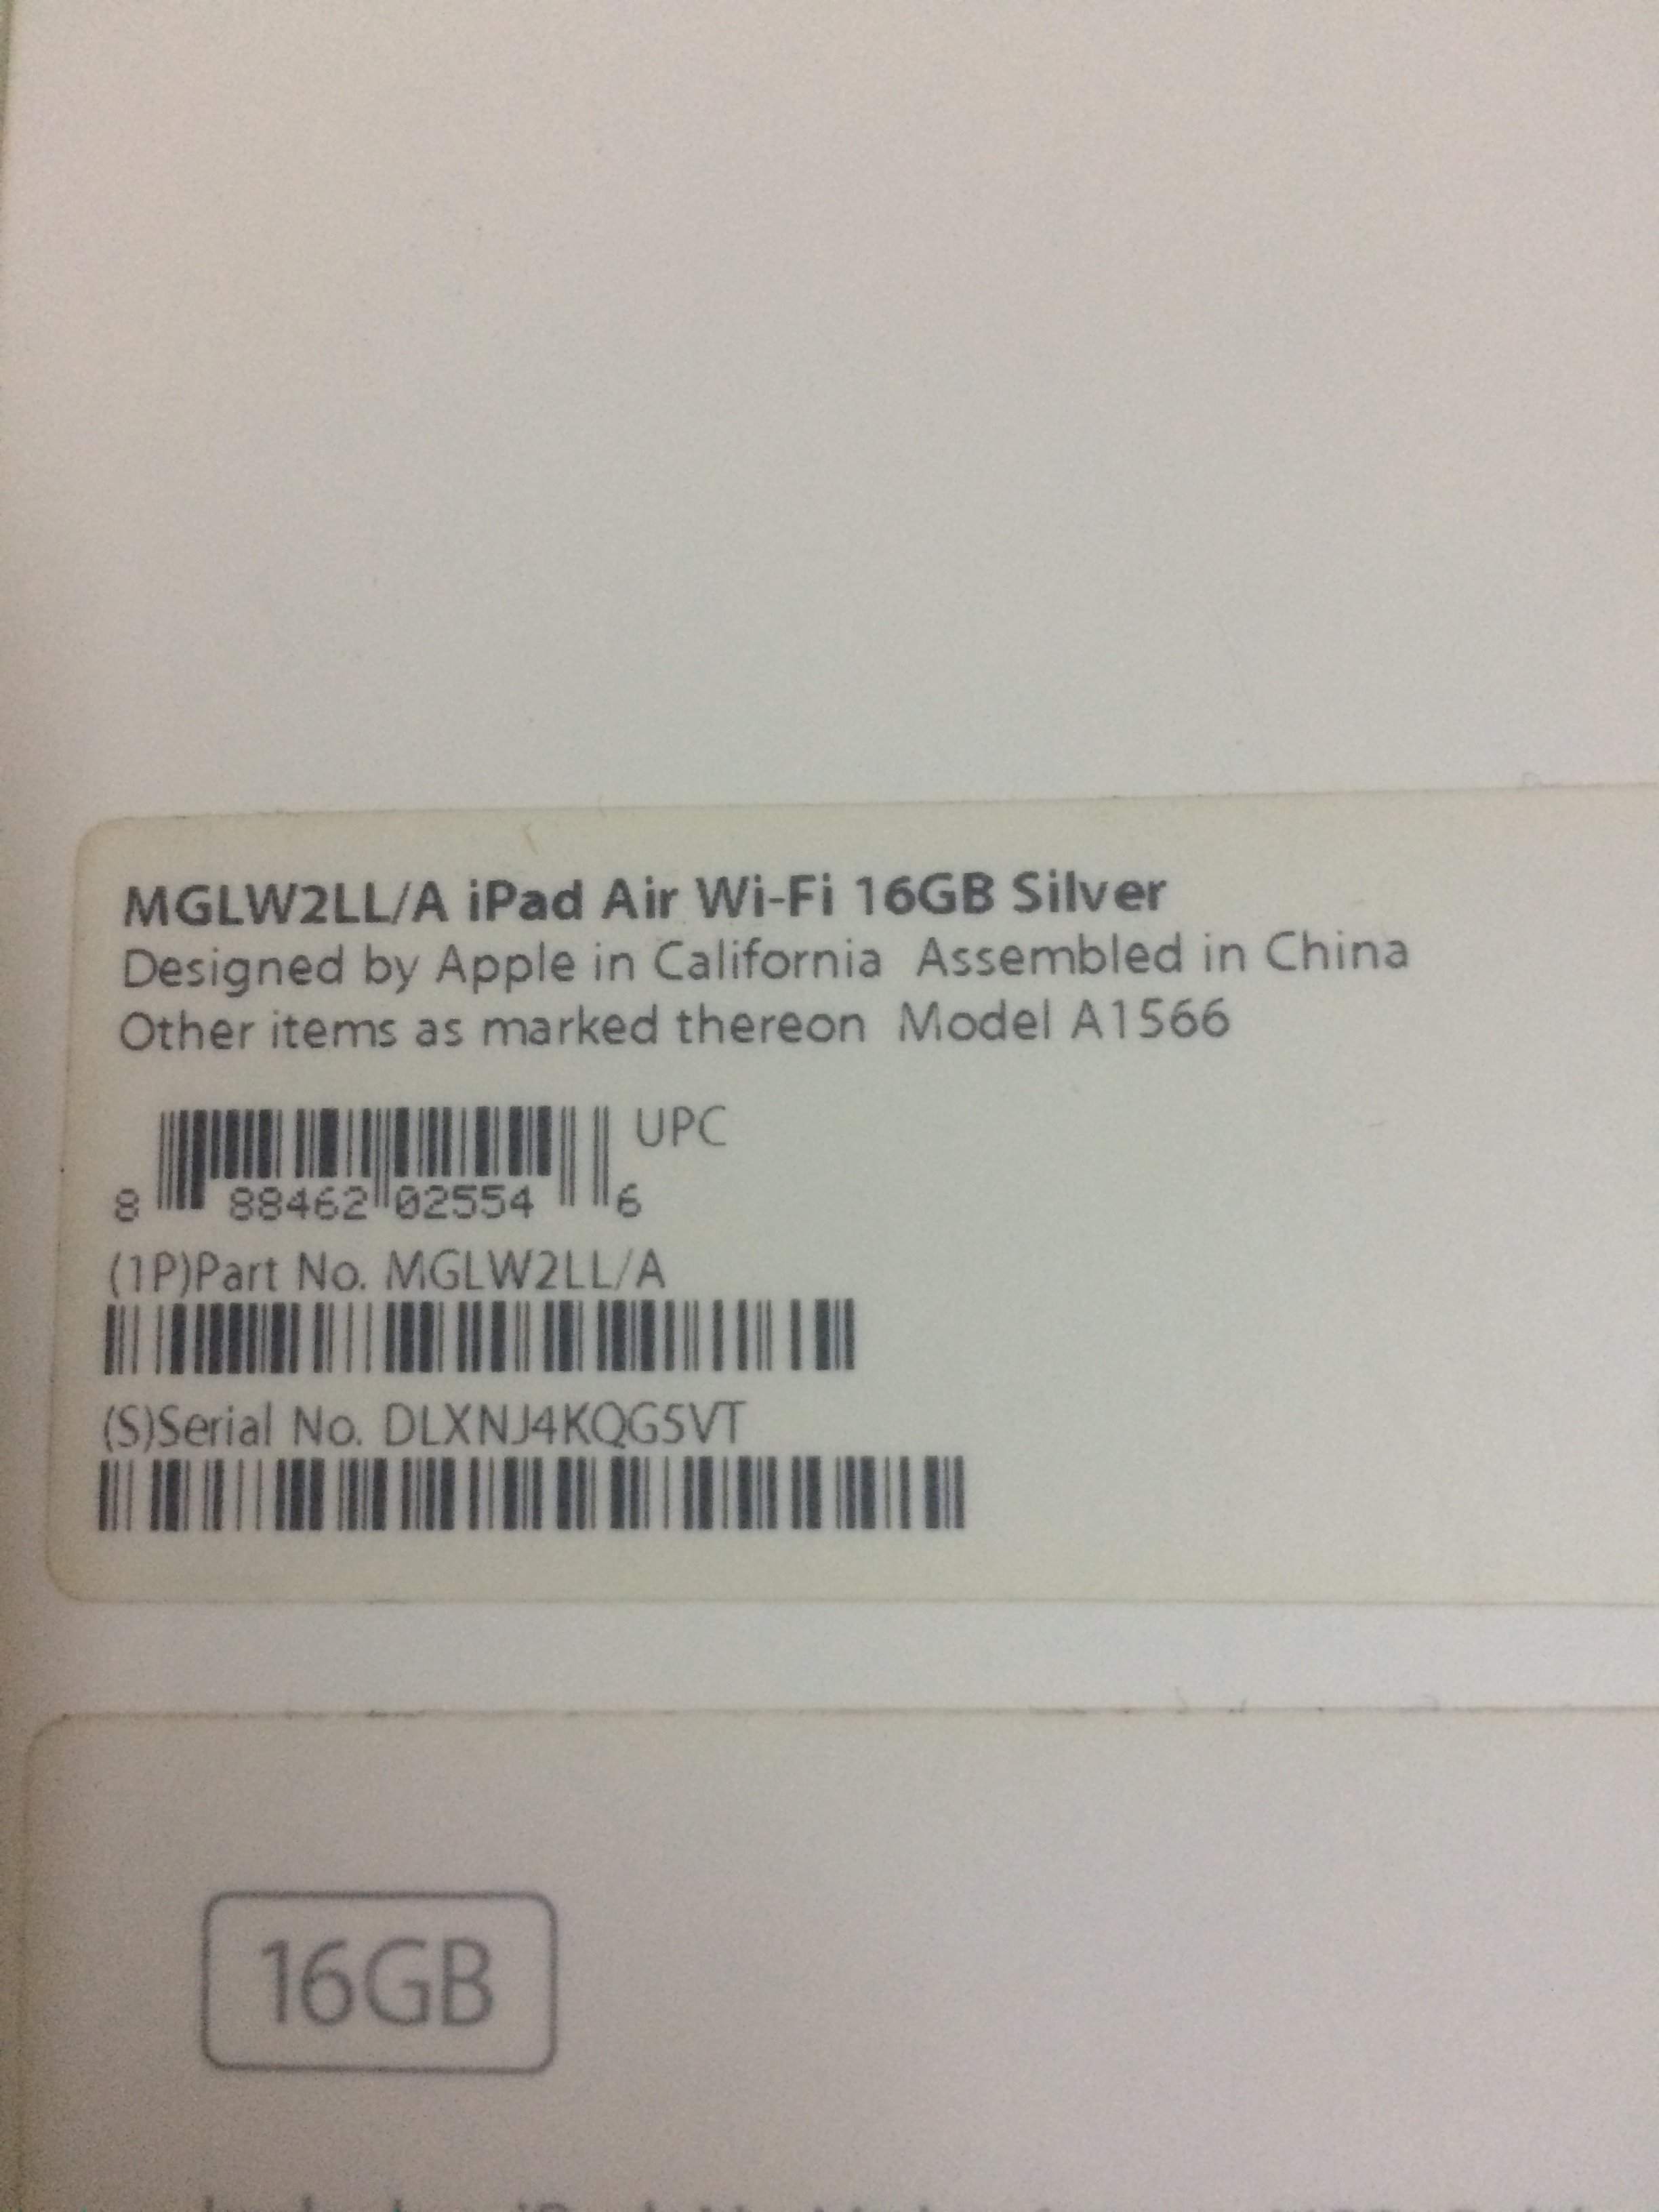 MGLW2LL/A iPad Air Wi-Fi 16GB Silver
Designed by Apple in California Assembled in China
Other items as marked thereon Model A1566
UPC
8 88462 02554 6
(1P)Part No. MGLW2LL/A
(S)Serial No. DLXNJ4KQG5VT
16GB